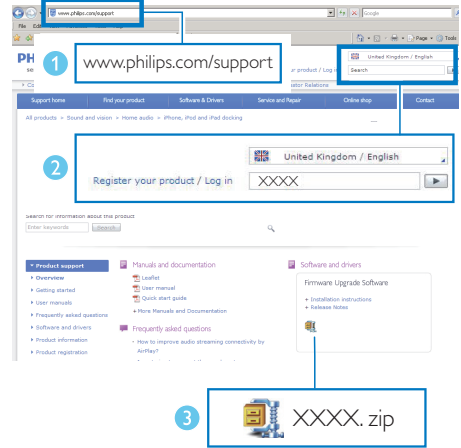 www.philips.com/support
Google
File
Page
Tools
1
www.philips.com/support
United Kingdom / English
Search
Support home
Find your product
Software & Drivers
Service and Repair
Online shop
Contact
All products > Sound and vision > Home audio > iPhone, iPod and iPad docking
2
United Kingdom / English
Register your product / Log in
XXXX
Search for information about this product
Enter keywords
Search
Product support
Overview
Getting started
User manuals
Frequently asked questions
Software and drivers
Product information
Product registration
Manuals and documentation
Leaflet
User manual
Quick start guide
+ More Manuals and Documentation
Frequently asked questions
How to improve audio streaming connectivity by
AirPlay?
Software and drivers
Firmware Upgrade Software
+ Installation instructions
+ Release Notes
3
XXXX. zip